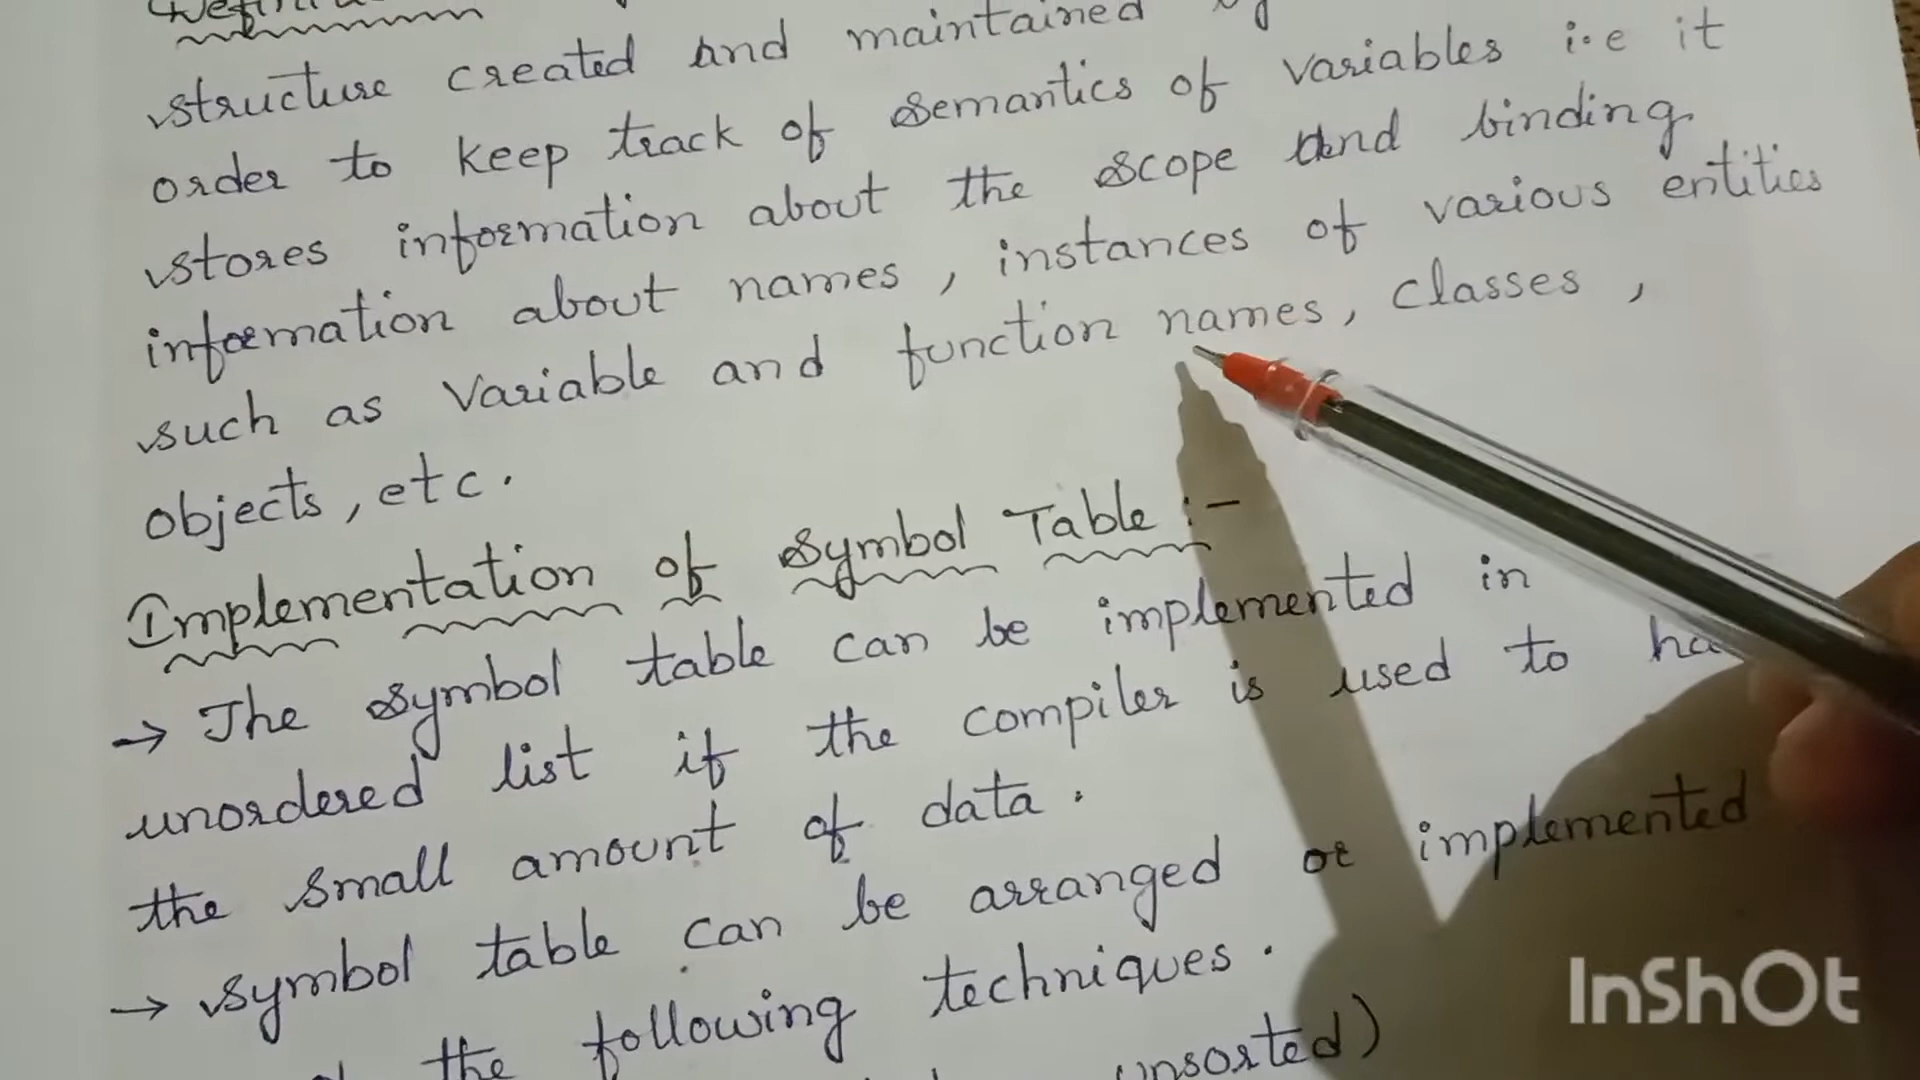 structure created and maintained
order to keep track of semantics of variables i.e it
stores information about the scope and binding
information about names, instances of various entities
such as Variable and function names, classes,
objects, etc.
Implementation of Symbol Table :-
→ The symbol table can be implemented in
unordered list if the compiler is used to
the small amount of data.
→ symbol table can be arranged or implemented
the following techniques.
unsorted)
InShOt